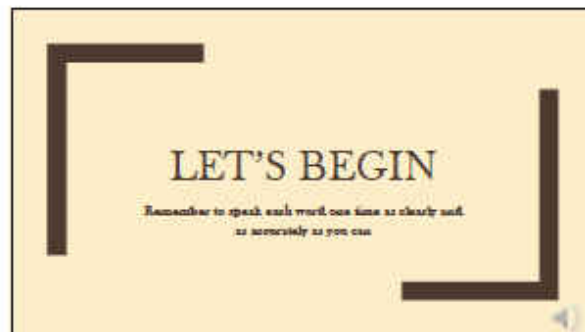 LET'S BEGIN
Remember to speak each word one time as clearly and
as accurately as you can